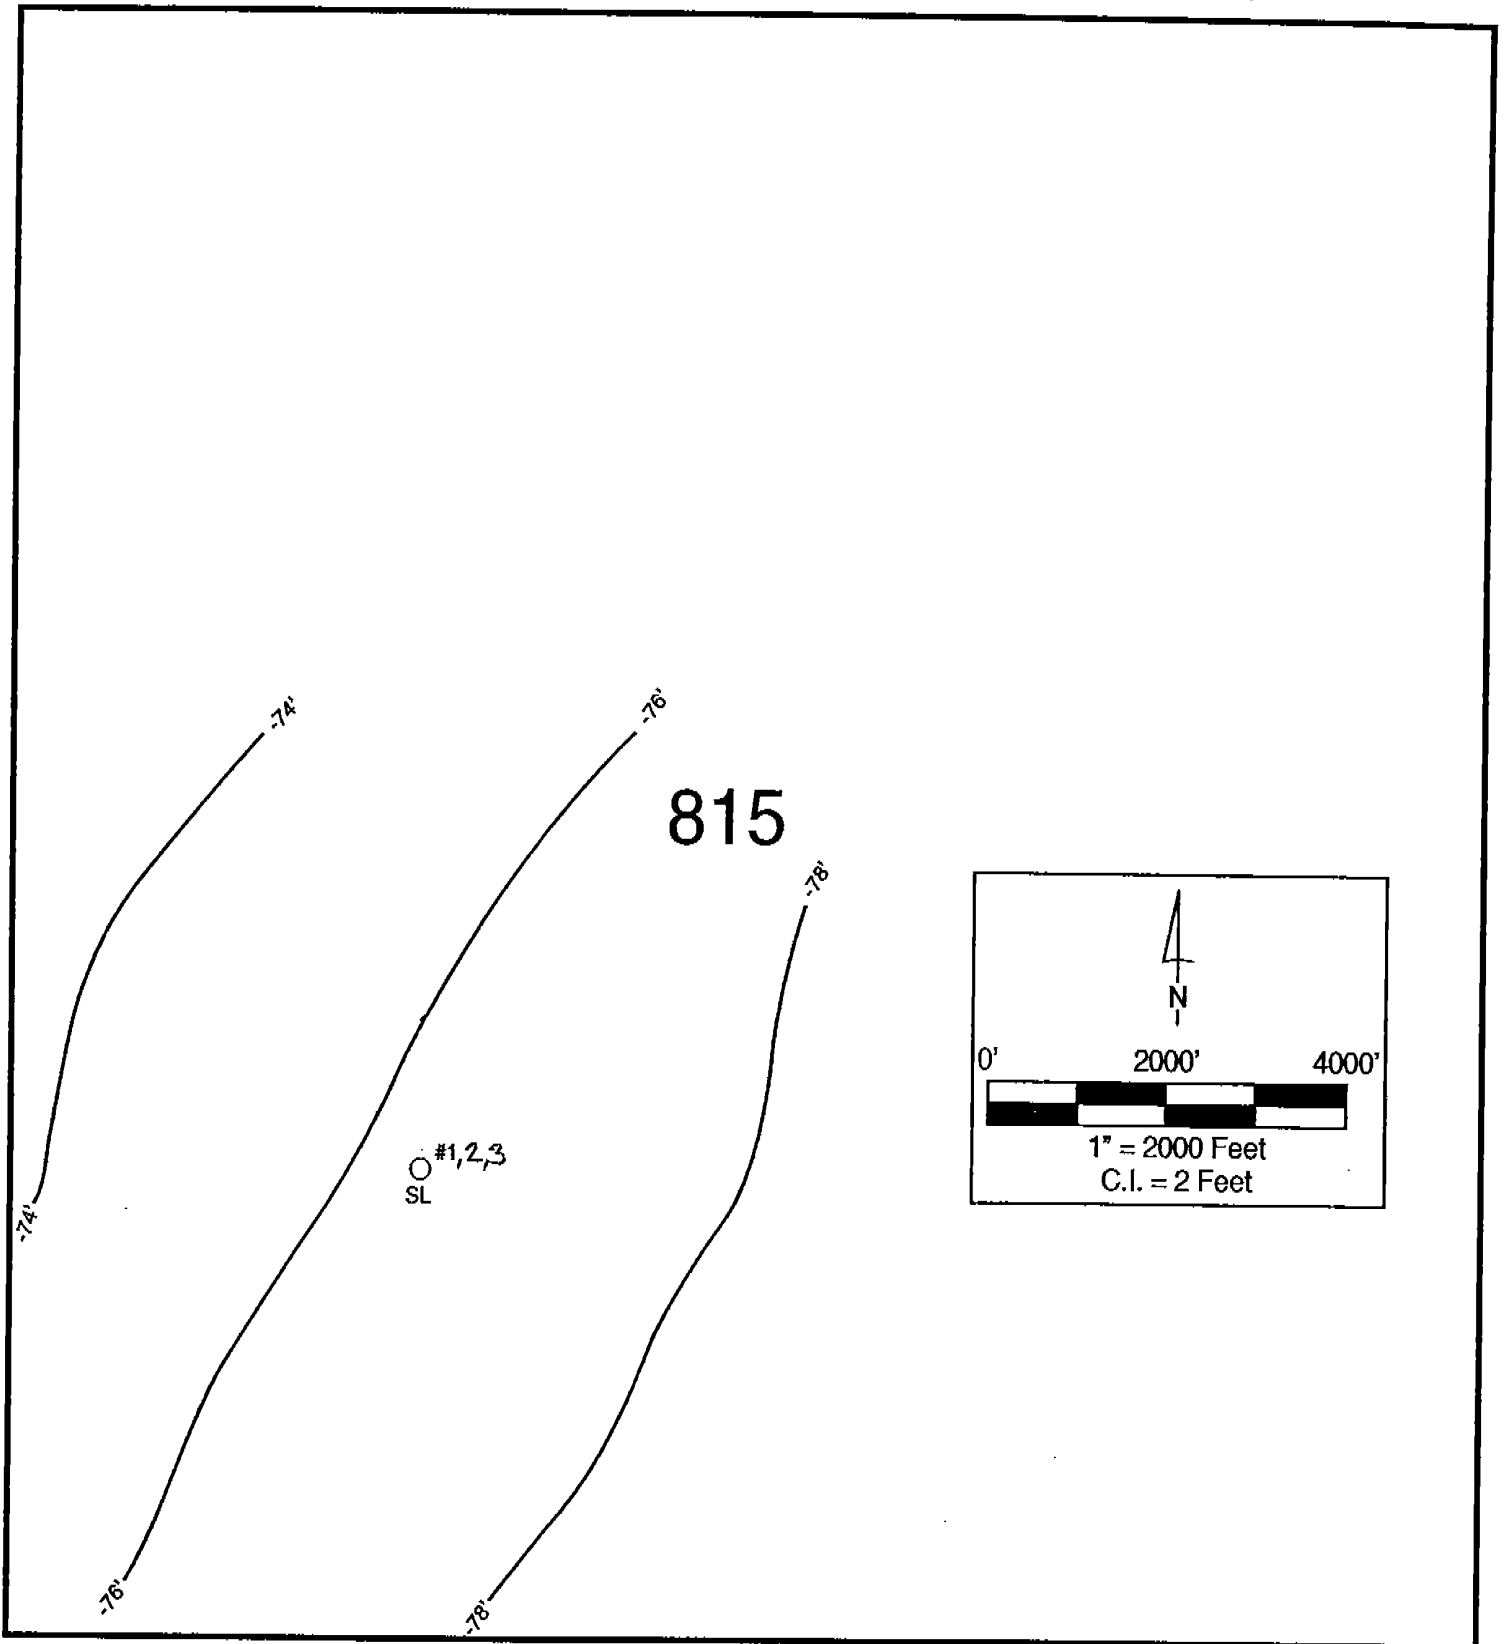 -74'
-76'
815
-78'
N
0' 2000' 4000'
1" = 2000 Feet
C.I. = 2 Feet
#1,2,3
SL
-74'
-76'
-78'